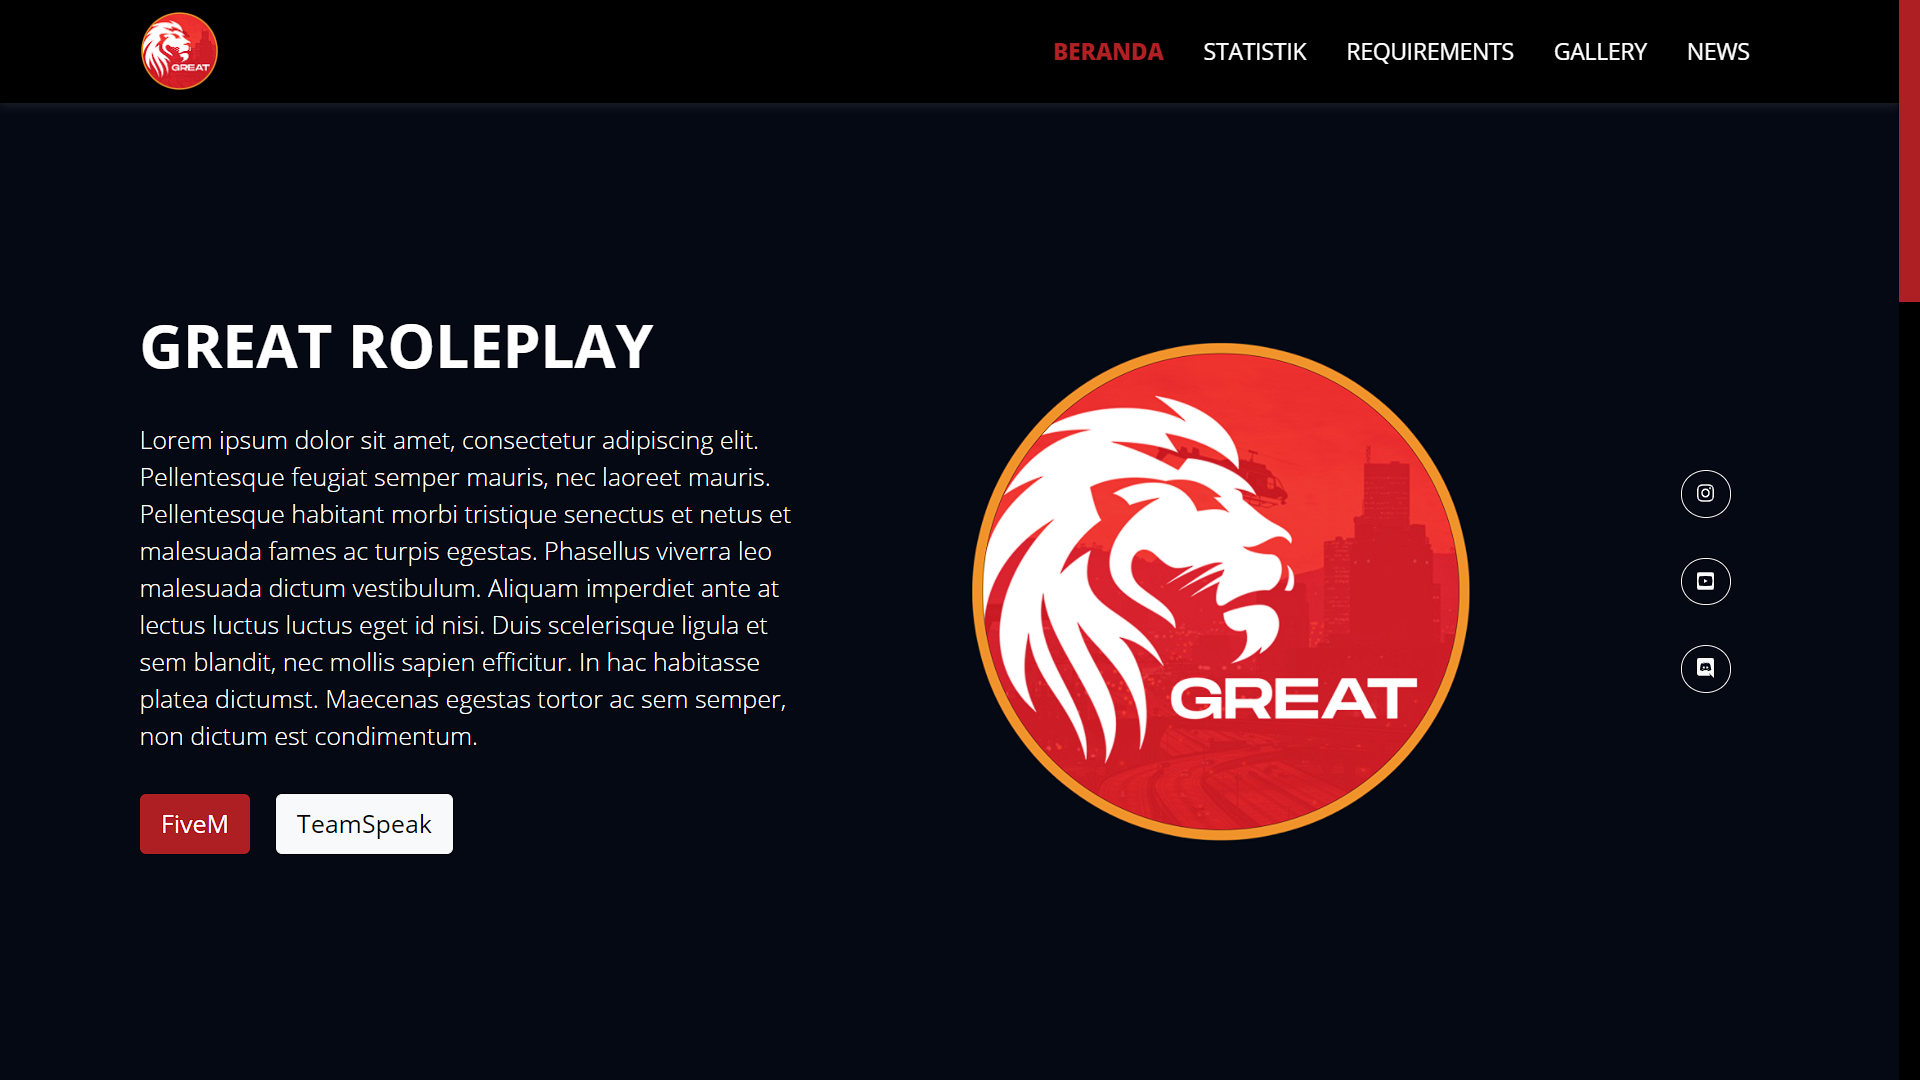 GREAT
BERANDA
STATISTIK
REQUIREMENTS
GALLERY
NEWS
GREAT ROLEPLAY
Lorem ipsum dolor sit amet, consectetur adipiscing elit.
Pellentesque feugiat semper mauris, nec laoreet mauris.
Pellentesque habitant morbi tristique senectus et netus et
malesuada fames ac turpis egestas. Phasellus viverra leo
malesuada dictum vestibulum. Aliquam imperdiet ante at
lectus luctus luctus eget id nisi. Duis scelerisque ligula et
sem blandit, nec mollis sapien efficitur. In hac habitasse
platea dictumst. Maecenas egestas tortor ac sem semper,
non dictum est condimentum.
FiveM
TeamSpeak
GREAT